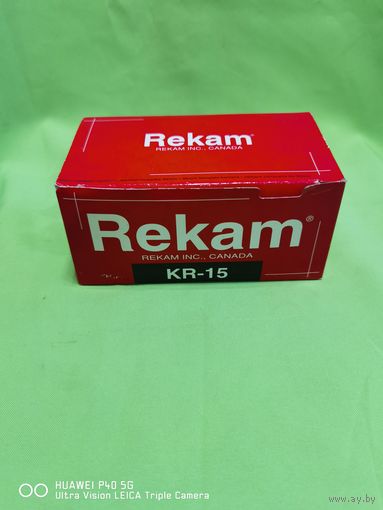 Rekam®
REKAM INC., CANADA
Rekam®
REKAM INC., CANADA
KR-15
HUAWEI P40 5G
Ultra Vision LEICA Triple Camera
www.ay.by